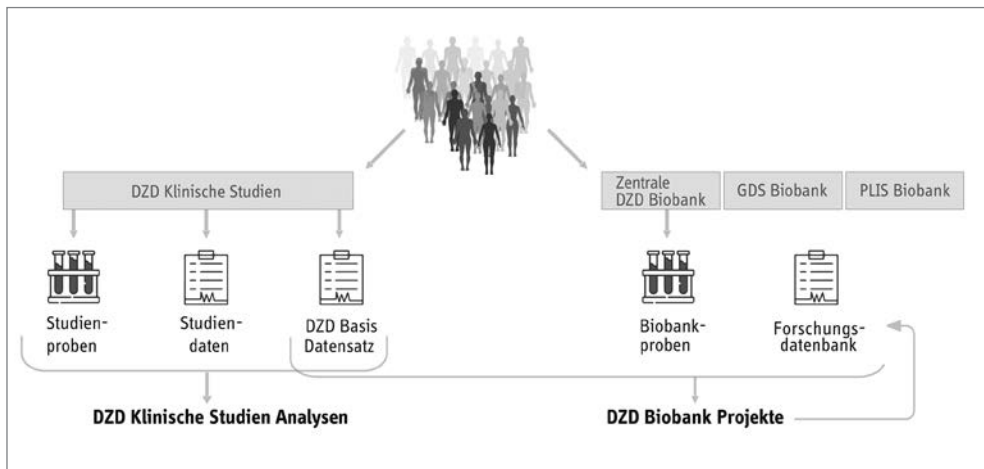 DZD Klinische Studien
Zentrale
DZD Biobank
GDS Biobank
PLIS Biobank
Studien-
proben
Studien-
daten
DZD Basis
Datensatz
Biobank-
proben
Forschungs-
datenbank
DZD Klinische Studien Analysen
DZD Biobank Projekte